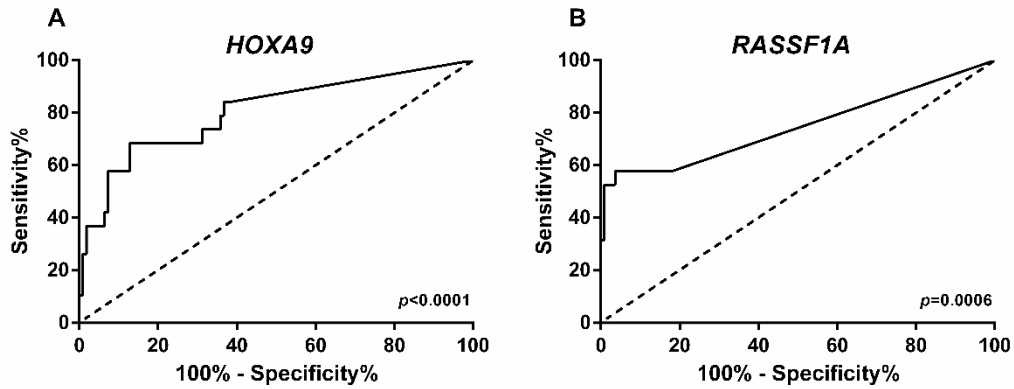 A
HOXA9
100
80
60
40
20
0
Sensitivity%
0 20 40 60 80 100
100% - Specificity%
p<0.0001
B
RASSF1A
100
80
60
40
20
0
Sensitivity%
0 20 40 60 80 100
100% - Specificity%
p=0.0006